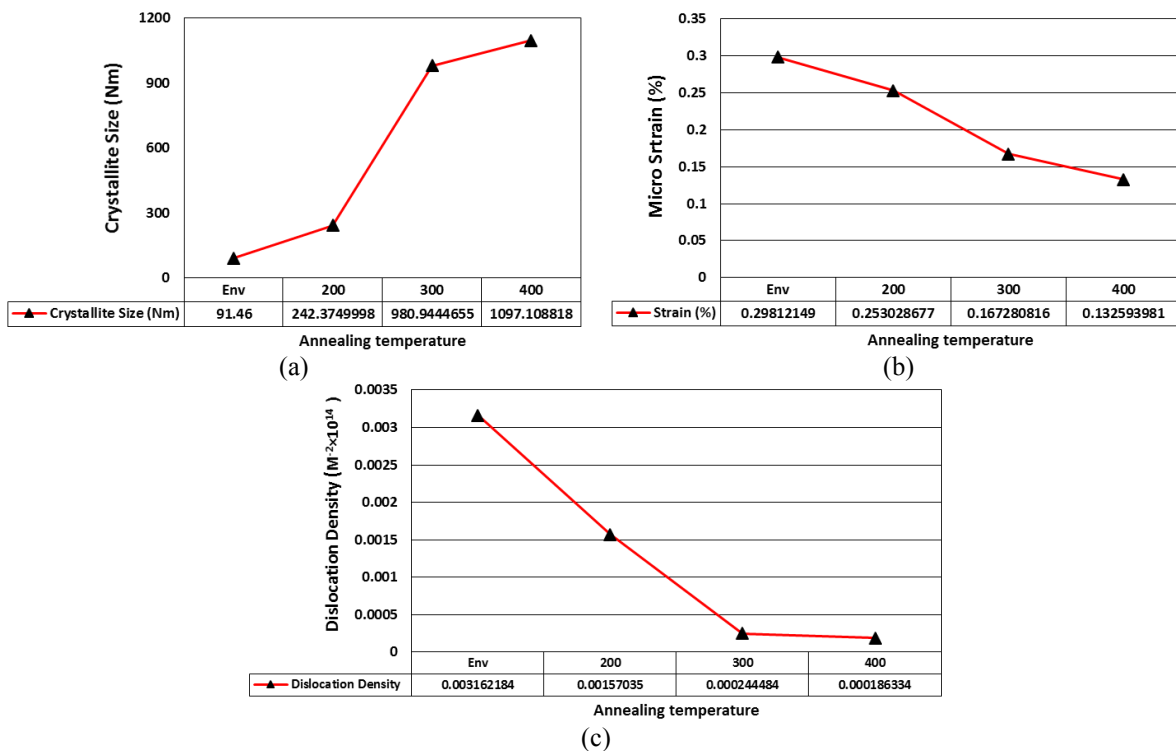 1200
900
600
300
0
Crystallite Size (Nm)
Env 200 300 400
Crystallite Size (Nm) 91.46 242.3749998 980.9444655 1097.108818
Annealing temperature
(a)
0.35
0.3
0.25
0.2
0.15
0.1
0.05
0
Micro Srtrain (%)
Env 200 300 400
Strain (%) 0.29812149 0.253028677 0.167280816 0.132593981
Annealing temperature
(b)
0.0035
0.003
0.0025
0.002
0.0015
0.001
0.0005
0
Dislocation Density (M⁻²×10¹⁴
Env 200 300 400
Dislocation Density 0.003162184 0.00157035 0.000244484 0.000186334
Annealing temperature
(c)